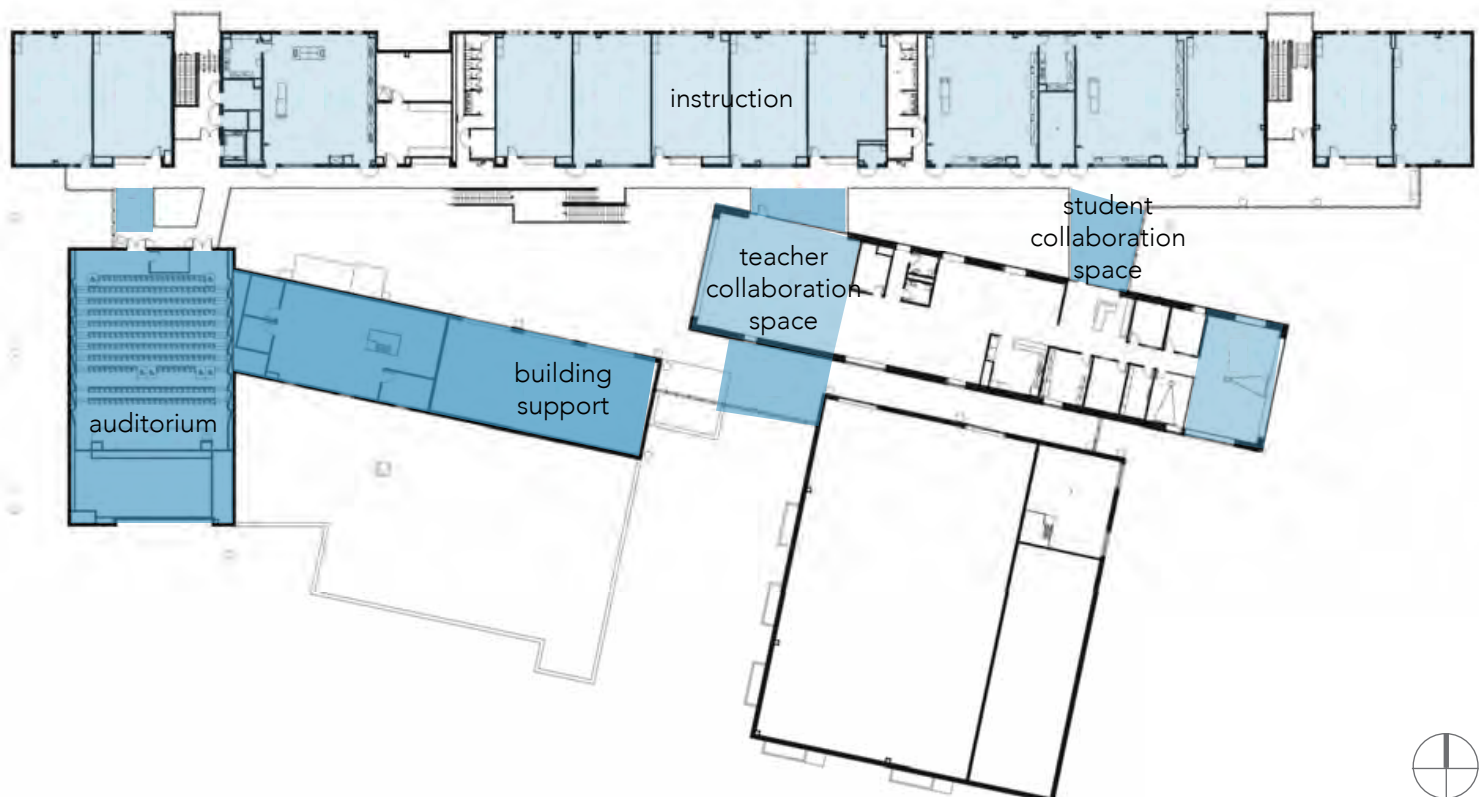 instruction
student
collaboration
space
teacher
collaboration
space
building
support
auditorium